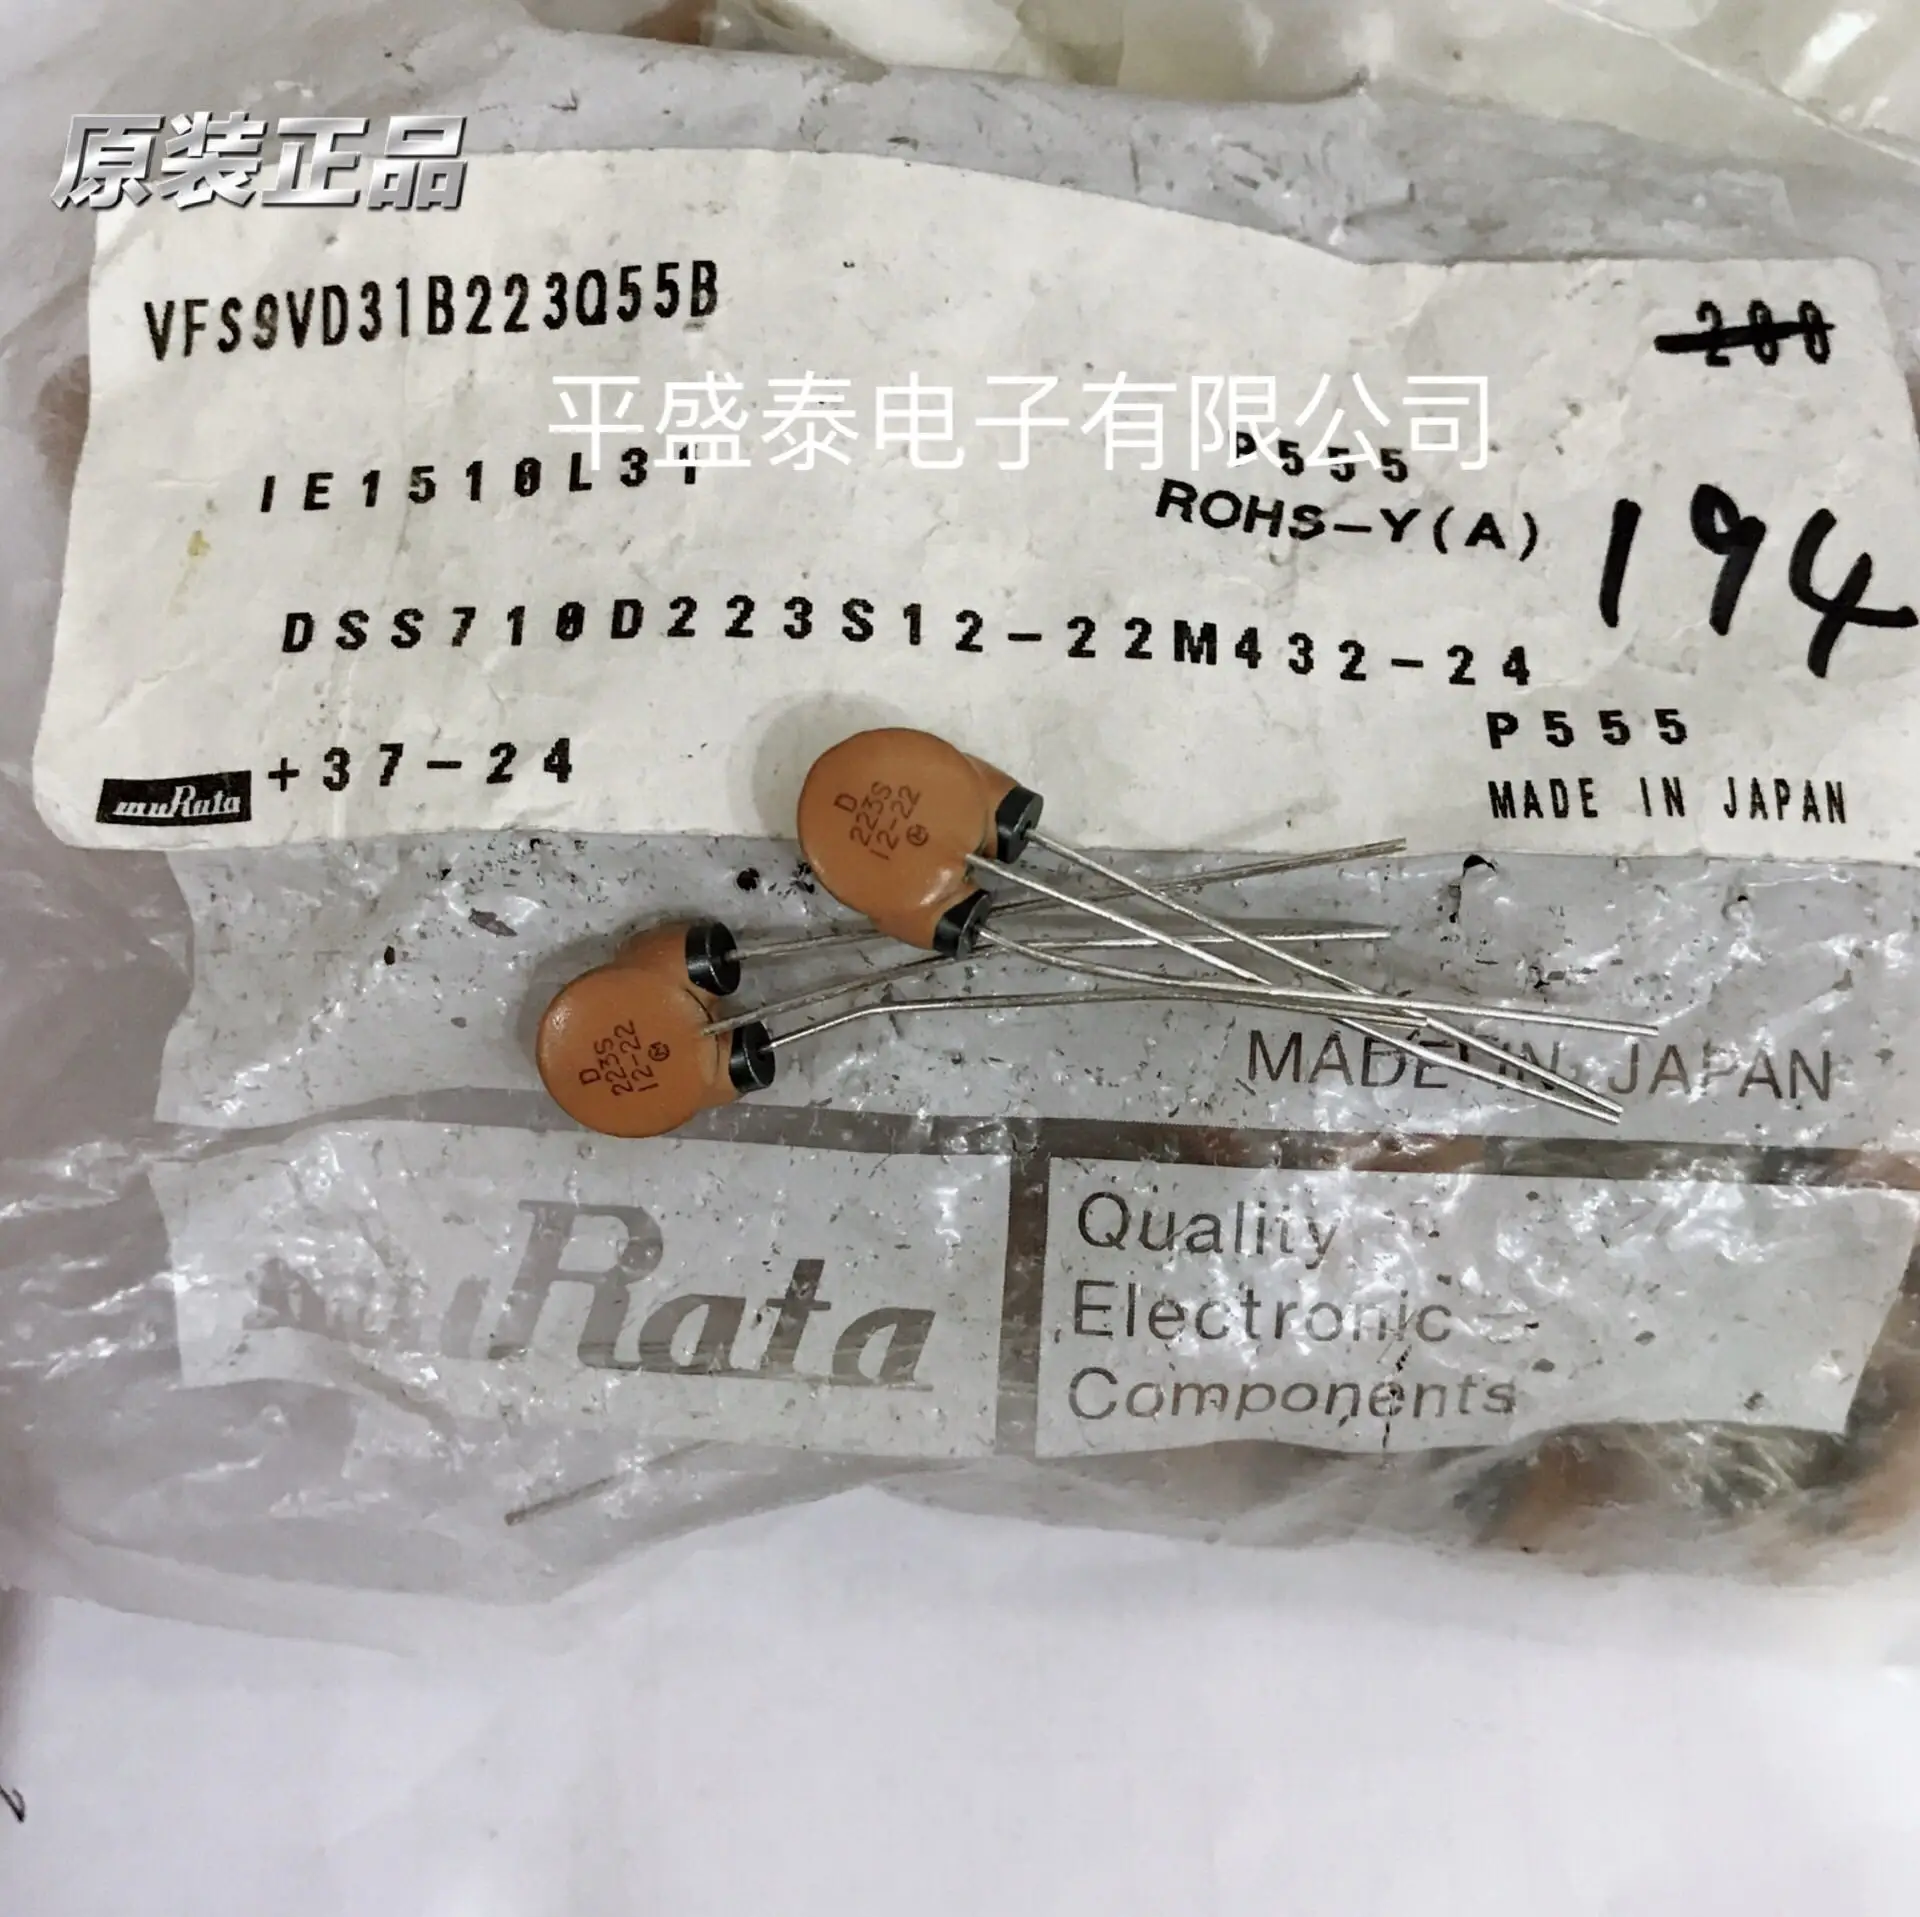 原装正品
VFS9VD31B223Q55B
200
平盛泰电子有限公司
IE1510L31
P555
ROHS-Y(A)
194
DSS710D223S12-22M432-24
P555
muRata
+37-24
MADE IN JAPAN
D
223S
12-22
M
D
223S
12-22
M
MADE IN JAPAN
muRata
Quality
Electronic
Components